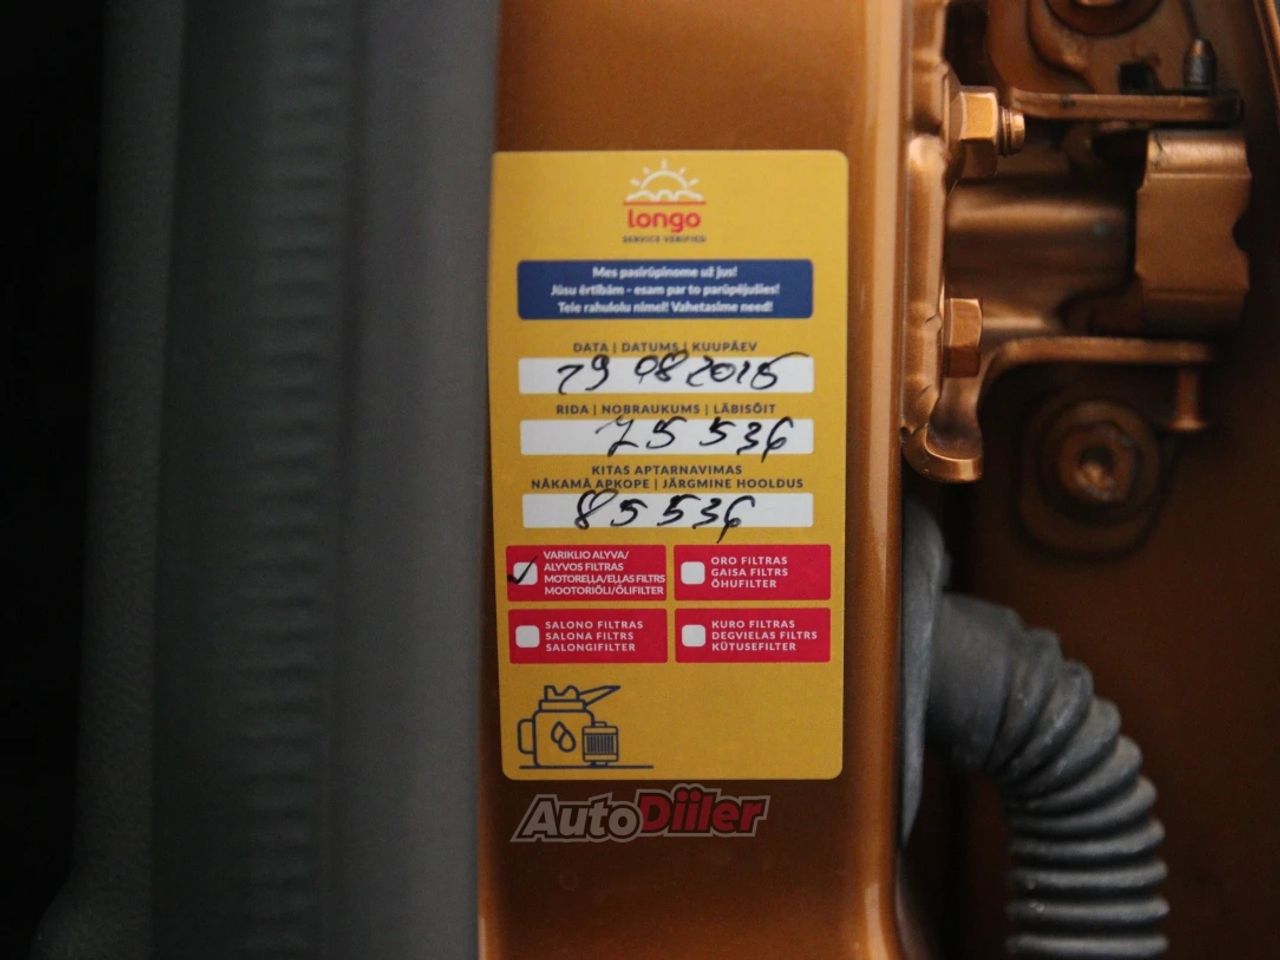 longo
SERVICE VERIFIED
Mes pasirūpinome už jus!
Jūsu ērtībām - esam par to parūpējušies!
Teie rahulolu nimel! Vahetasime need!
DATA | DATUMS | KUUPÄEV
29 08 2025
RIDA | NOBRAUKUMS | LÄBISÕIT
75 536
KITAS APTARNAVIMAS
NĀKAMĀ APKOPE | JÄRGMINE HOOLDUS
85 536
VARIKLIO ALYVA/
ALYVOS FILTRAS
MOTOREĻĻA/EĻĻAS FILTRS
MOOTORIÕLI/ÕLIFILTER
ORO FILTRAS
GAISA FILTRS
ÕHUFILTER
SALONO FILTRAS
SALONA FILTRS
SALONGIFILTER
KURO FILTRAS
DEGVIELAS FILTRS
KÜTUSEFILTER
AutoDiiler